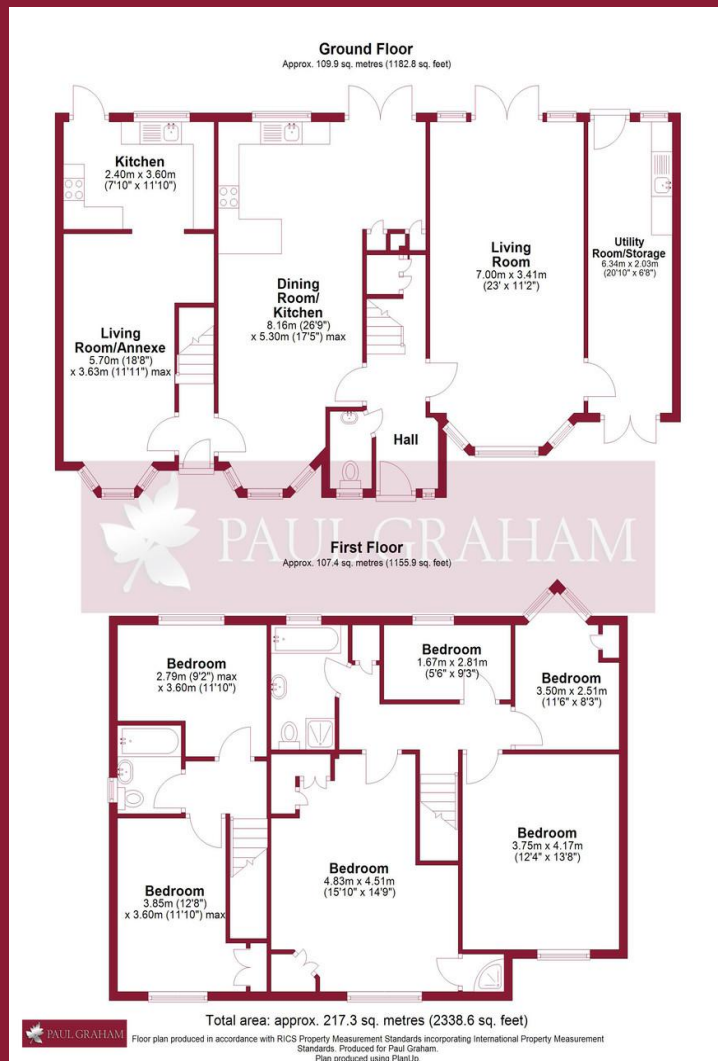 Ground Floor
Approx. 109.9 sq. metres (1182.8 sq. feet)
Kitchen
2.40m x 3.60m
(7'10" x 11'10")
Living
Room/Annexe
5.70m (18'8")
x 3.63m (11'11") max
Dining
Room/
Kitchen
8.16m (26'9")
x 5.30m (17'5") max
Hall
Living
Room
7.00m x 3.41m
(23' x 11'2")
Utility
Room/Storage
6.34m x 2.03m
(20'10" x 6'8")
PAUL GRAHAM
First Floor
Approx. 107.4 sq. metres (1155.9 sq. feet)
Bedroom
2.79m (9'2") max
x 3.60m (11'10")
Bedroom
1.67m x 2.81m
(5'6" x 9'3")
Bedroom
3.50m x 2.51m
(11'6" x 8'3")
Bedroom
3.85m (12'8")
x 3.60m (11'10") max
Bedroom
4.83m x 4.51m
(15'10" x 14'9")
Bedroom
3.75m x 4.17m
(12'4" x 13'8")
Total area: approx. 217.3 sq. metres (2338.6 sq. feet)
PAUL GRAHAM
Floor plan produced in accordance with RICS Property Measurement Standards incorporating International Property Measurement
Standards. Produced for Paul Graham.
Plan produced using PlanUp.